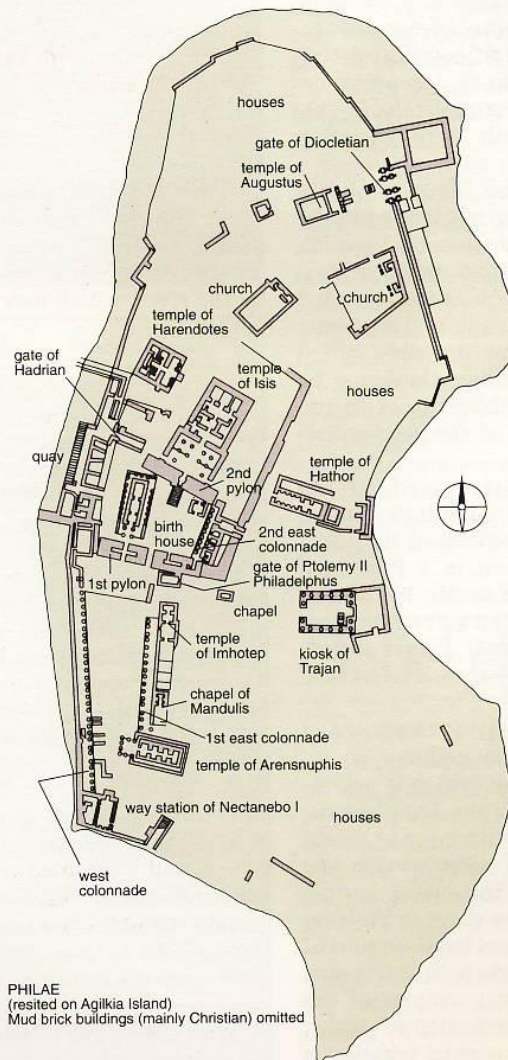 houses
gate of Diocletian
temple of
Augustus
church
church
temple of
Harendotes
gate of
Hadrian
temple
of Isis
houses
quay
2nd
pylon
temple of
Hathor
birth
house
2nd east
colonnade
1st pylon
gate of Ptolemy II
Philadelphus
chapel
temple
of Imhotep
kiosk of
Trajan
chapel of
Mandulis
1st east colonnade
temple of Arensnuphis
way station of Nectanebo I
houses
west
colonnade
PHILAE
(resited on Agilkia Island)
Mud brick buildings (mainly Christian) omitted